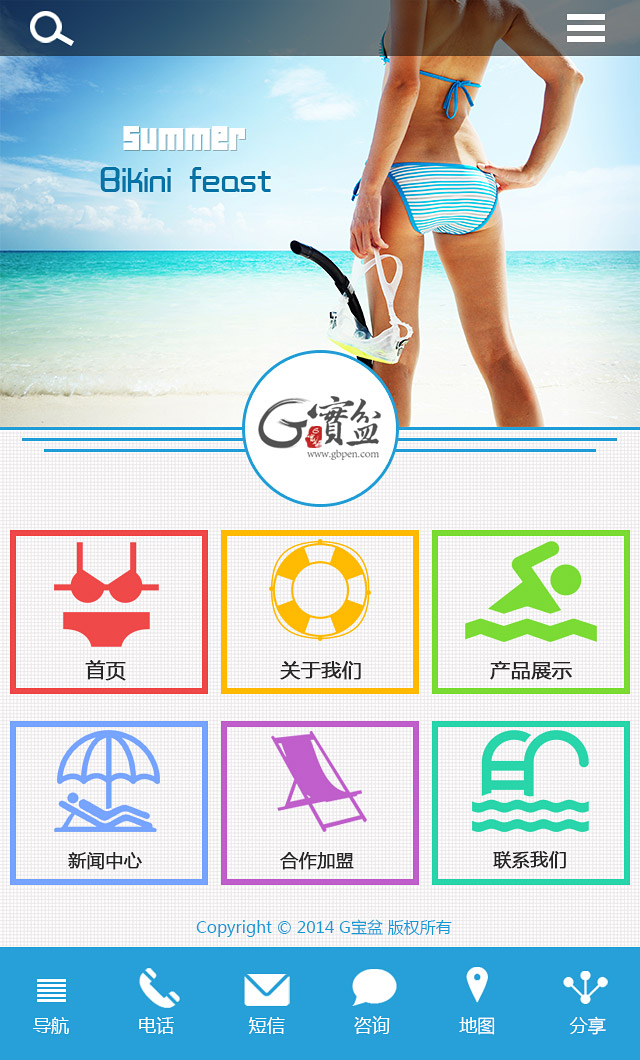 Summer
Bikini feast
G寶盆
www.gbpen.com
首页
关于我们
产品展示
新闻中心
合作加盟
联系我们
Copyright © 2014 G宝盆 版权所有
导航
电话
短信
咨询
地图
分享